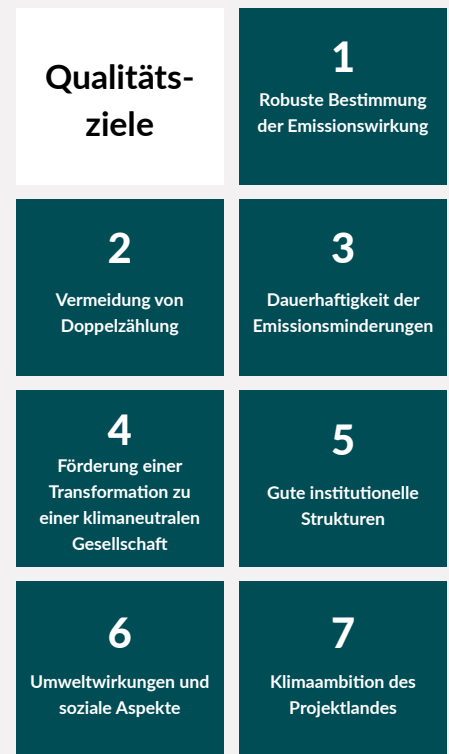 Qualitäts-
ziele
1
Robuste Bestimmung
der Emissionswirkung
2
Vermeidung von
Doppelzählung
3
Dauerhaftigkeit der
Emissionsminderungen
4
Förderung einer
Transformation zu
einer klimaneutralen
Gesellschaft
5
Gute institutionelle
Strukturen
6
Umweltwirkungen und
soziale Aspekte
7
Klimaambition des
Projektlandes